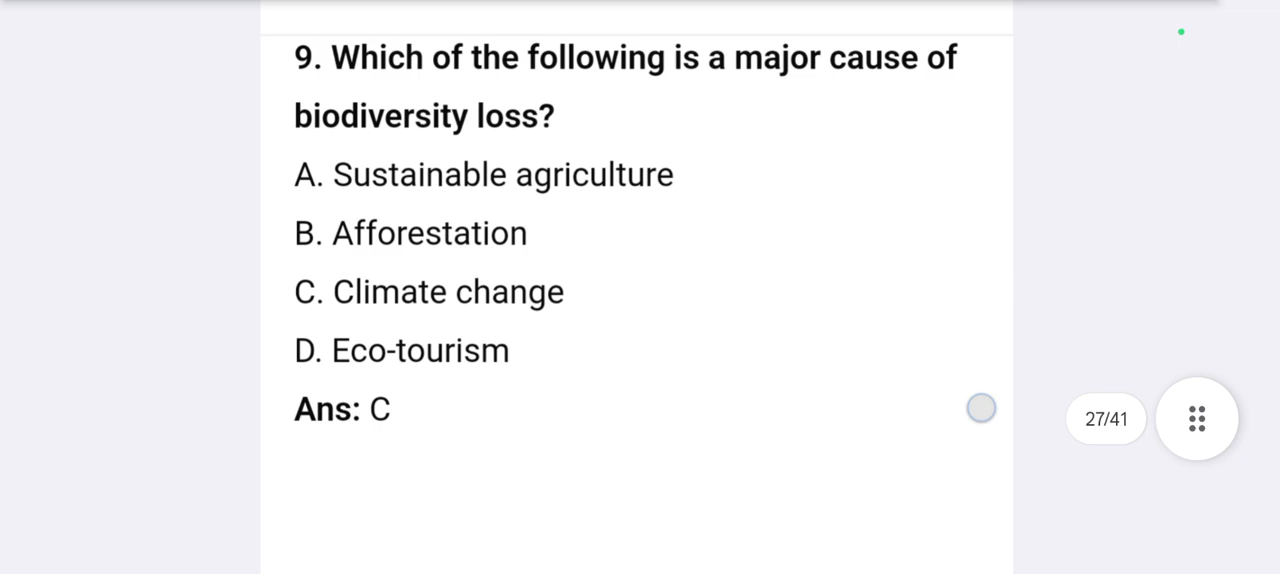 9. Which of the following is a major cause of
biodiversity loss?
A. Sustainable agriculture
B. Afforestation
C. Climate change
D. Eco-tourism
Ans: C
27/41